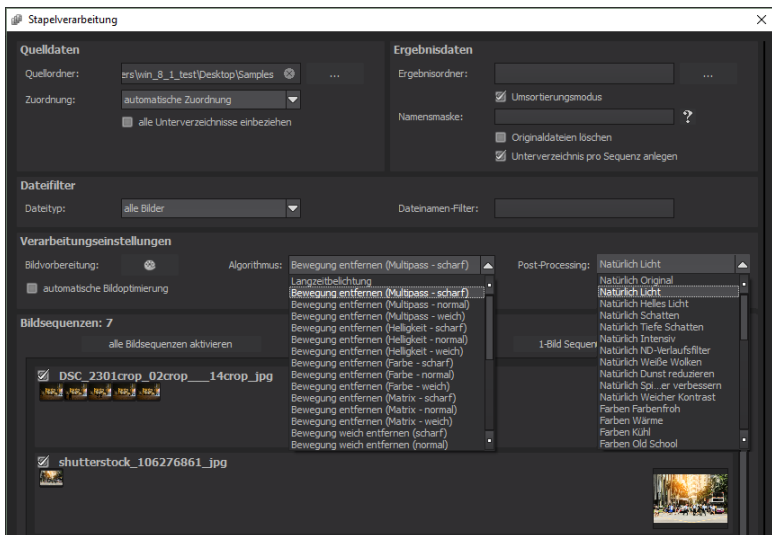 Stapelverarbeitung
Quelldaten
Quellordner:
ers\win_8_1_test\Desktop\Samples
...
Zuordnung:
automatische Zuordnung
alle Unterverzeichnisse einbeziehen
Ergebnisdaten
Ergebnisordner:
...
Umsortierungsmodus
Namensmaske:
?
Originaldateien löschen
Unterverzeichnis pro Sequenz anlegen
Dateifilter
Dateityp:
alle Bilder
Dateinamen-Filter:
Verarbeitungseinstellungen
Bildvorbereitung:
automatische Bildoptimierung
Algorithmus:
Bewegung entfernen (Multipass - scharf)
Langzeitbelichtung
Bewegung entfernen (Multipass - scharf)
Bewegung entfernen (Multipass - normal)
Bewegung entfernen (Multipass - weich)
Bewegung entfernen (Helligkeit - scharf)
Bewegung entfernen (Helligkeit - normal)
Bewegung entfernen (Helligkeit - weich)
Bewegung entfernen (Farbe - scharf)
Bewegung entfernen (Farbe - normal)
Bewegung entfernen (Farbe - weich)
Bewegung entfernen (Matrix - scharf)
Bewegung entfernen (Matrix - normal)
Bewegung entfernen (Matrix - weich)
Bewegung weich entfernen (scharf)
Bewegung weich entfernen (normal)
Post-Processing:
Natürlich Licht
Natürlich Original
Natürlich Licht
Natürlich Helles Licht
Natürlich Schatten
Natürlich Tiefe Schatten
Natürlich Intensiv
Natürlich ND-Verlaufsfilter
Natürlich Weiße Wolken
Natürlich Dunst reduzieren
Natürlich Spi...er verbessern
Natürlich Weicher Kontrast
Farben Farbenfroh
Farben Wärme
Farben Kühl
Farben Old School
Bildsequenzen: 7
alle Bildsequenzen aktivieren
1-Bild Sequen
DSC_2301crop_02crop___14crop_jpg
shutterstock_106276861_jpg